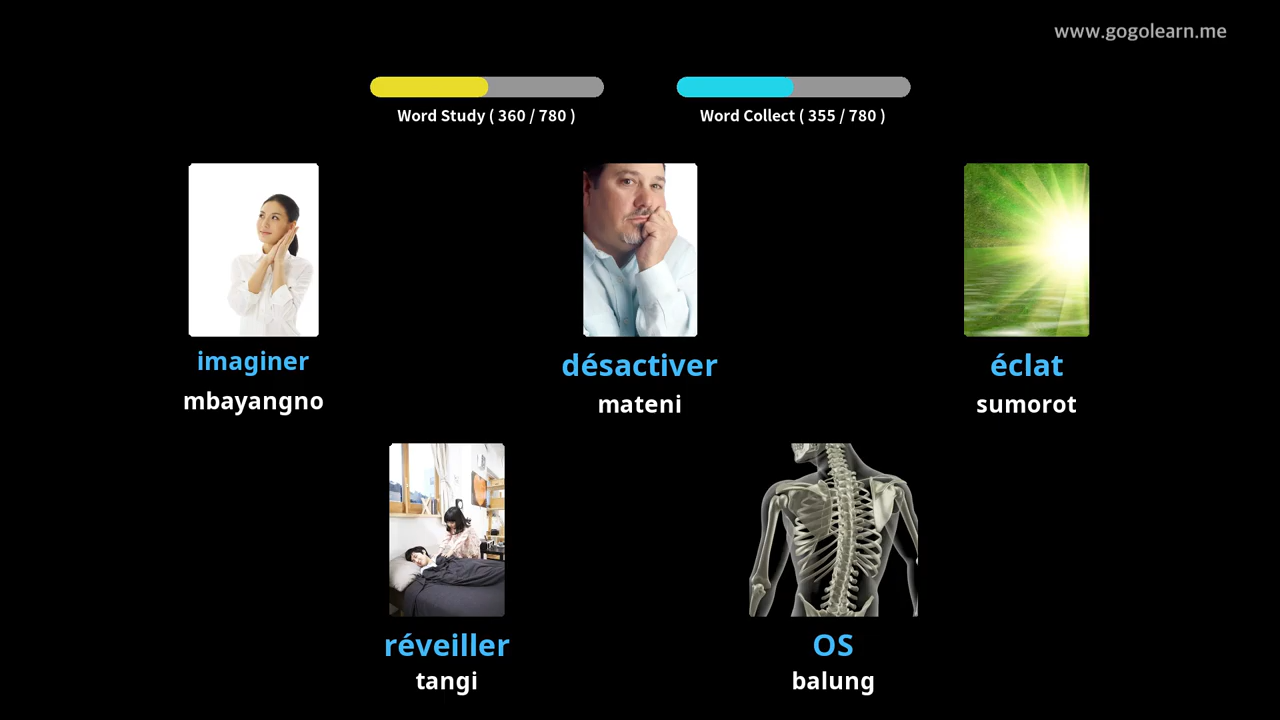 www.gogolearn.me
Word Study ( 360 / 780 )
Word Collect ( 355 / 780 )
imaginer
mbayangno
désactiver
mateni
éclat
sumorot
réveiller
tangi
OS
balung